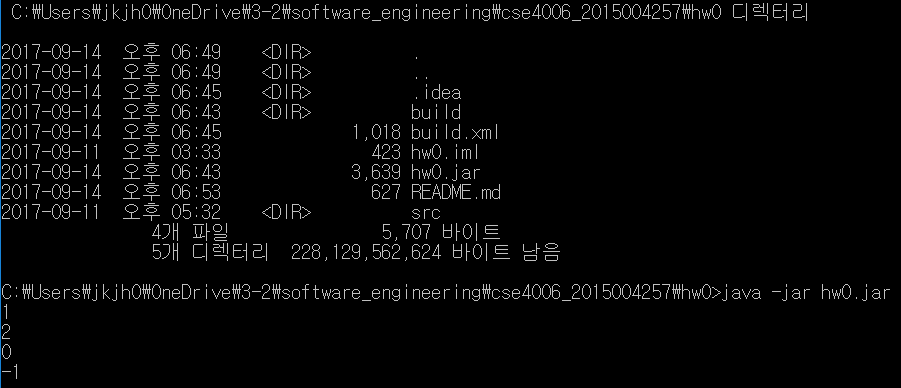 C:₩Users₩jkjh0₩OneDrive₩3-2₩software_engineering₩cse4006_2015004257₩hw0 디렉터리
2017-09-14  오후 06:49    <DIR>          .
2017-09-14  오후 06:49    <DIR>          ..
2017-09-14  오후 06:45    <DIR>          .idea
2017-09-14  오후 06:43    <DIR>          build
2017-09-14  오후 06:45             1,018 build.xml
2017-09-11  오후 03:33               423 hw0.iml
2017-09-14  오후 06:43             3,639 hw0.jar
2017-09-14  오후 06:53               627 README.md
2017-09-11  오후 05:32    <DIR>          src
4개 파일               5,707 바이트
5개 디렉터리  228,129,562,624 바이트 남음
C:₩Users₩jkjh0₩OneDrive₩3-2₩software_engineering₩cse4006_2015004257₩hw0>java -jar hw0.jar
1
2
0
-1